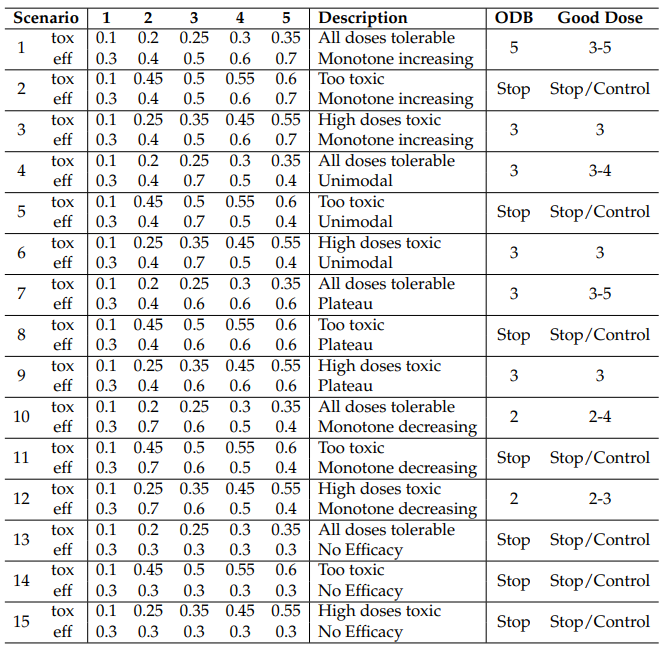 Scenario 1 2 3 4 5 Description ODB Good Dose
1 tox 0.1 0.2 0.25 0.3 0.35 All doses tolerable 5 3-5
eff 0.3 0.4 0.5 0.6 0.7 Monotone increasing
2 tox 0.1 0.45 0.5 0.55 0.6 Too toxic Stop Stop/Control
eff 0.3 0.4 0.5 0.6 0.7 Monotone increasing
3 tox 0.1 0.25 0.35 0.45 0.55 High doses toxic 3 3
eff 0.3 0.4 0.5 0.6 0.7 Monotone increasing
4 tox 0.1 0.2 0.25 0.3 0.35 All doses tolerable 3 3-4
eff 0.3 0.4 0.7 0.5 0.4 Unimodal
5 tox 0.1 0.45 0.5 0.55 0.6 Too toxic Stop Stop/Control
eff 0.3 0.4 0.7 0.5 0.4 Unimodal
6 tox 0.1 0.25 0.35 0.45 0.55 High doses toxic 3 3
eff 0.3 0.4 0.7 0.5 0.4 Unimodal
7 tox 0.1 0.2 0.25 0.3 0.35 All doses tolerable 3 3-5
eff 0.3 0.4 0.6 0.6 0.6 Plateau
8 tox 0.1 0.45 0.5 0.55 0.6 Too toxic Stop Stop/Control
eff 0.3 0.4 0.6 0.6 0.6 Plateau
9 tox 0.1 0.25 0.35 0.45 0.55 High doses toxic 3 3
eff 0.3 0.4 0.6 0.6 0.6 Plateau
10 tox 0.1 0.2 0.25 0.3 0.35 All doses tolerable 2 2-4
eff 0.3 0.7 0.6 0.5 0.4 Monotone decreasing
11 tox 0.1 0.45 0.5 0.55 0.6 Too toxic Stop Stop/Control
eff 0.3 0.7 0.6 0.5 0.4 Monotone decreasing
12 tox 0.1 0.25 0.35 0.45 0.55 High doses toxic 2 2-3
eff 0.3 0.7 0.6 0.5 0.4 Monotone decreasing
13 tox 0.1 0.2 0.25 0.3 0.35 All doses tolerable Stop Stop/Control
eff 0.3 0.3 0.3 0.3 0.3 No Efficacy
14 tox 0.1 0.45 0.5 0.55 0.6 Too toxic Stop Stop/Control
eff 0.3 0.3 0.3 0.3 0.3 No Efficacy
15 tox 0.1 0.25 0.35 0.45 0.55 High doses toxic Stop Stop/Control
eff 0.3 0.3 0.3 0.3 0.3 No Efficacy